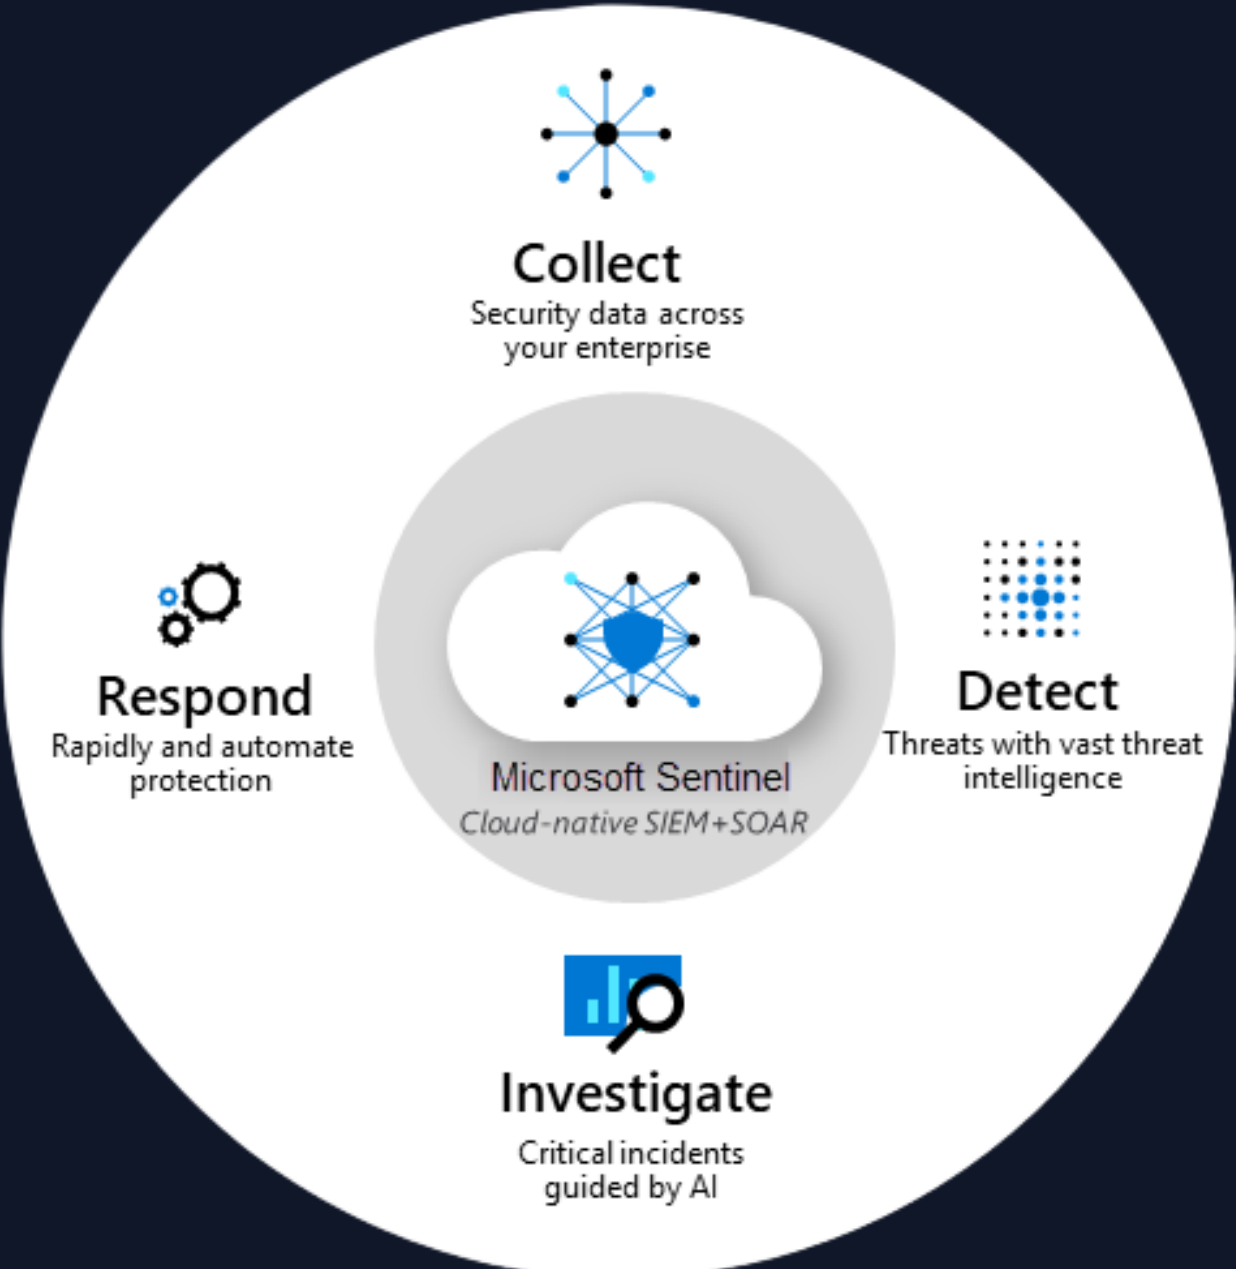 Collect
Security data across
your enterprise
Respond
Rapidly and automate
protection
Microsoft Sentinel
Cloud-native SIEM+SOAR
Detect
Threats with vast threat
intelligence
Investigate
Critical incidents
guided by AI